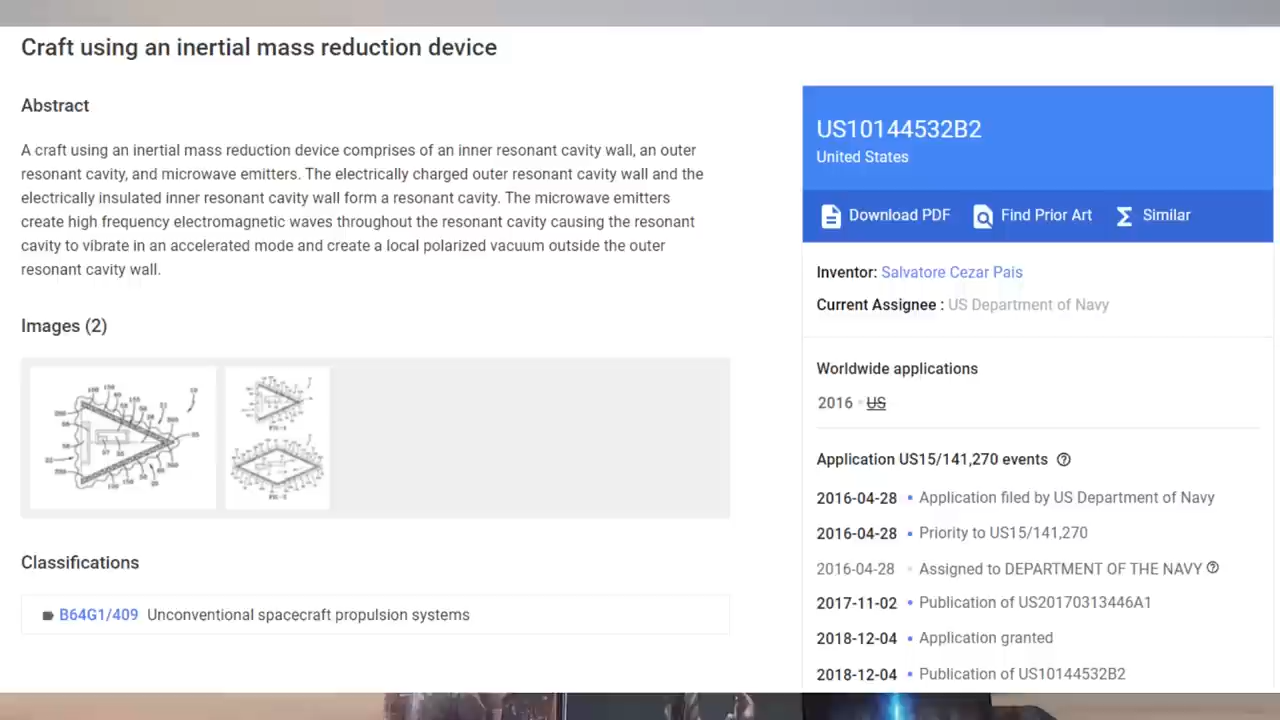 Craft using an inertial mass reduction device
Abstract
A craft using an inertial mass reduction device comprises of an inner resonant cavity wall, an outer
resonant cavity, and microwave emitters. The electrically charged outer resonant cavity wall and the
electrically insulated inner resonant cavity wall form a resonant cavity. The microwave emitters
create high frequency electromagnetic waves throughout the resonant cavity causing the resonant
cavity to vibrate in an accelerated mode and create a local polarized vacuum outside the outer
resonant cavity wall.
Images (2)
Classifications
B64G1/409 Unconventional spacecraft propulsion systems
US10144532B2
United States
Download PDF Find Prior Art Similar
Inventor: Salvatore Cezar Pais
Current Assignee : US Department of Navy
Worldwide applications
2016 US
Application US15/141,270 events
2016-04-28 Application filed by US Department of Navy
2016-04-28 Priority to US15/141,270
2016-04-28 Assigned to DEPARTMENT OF THE NAVY
2017-11-02 Publication of US20170313446A1
2018-12-04 Application granted
2018-12-04 Publication of US10144532B2